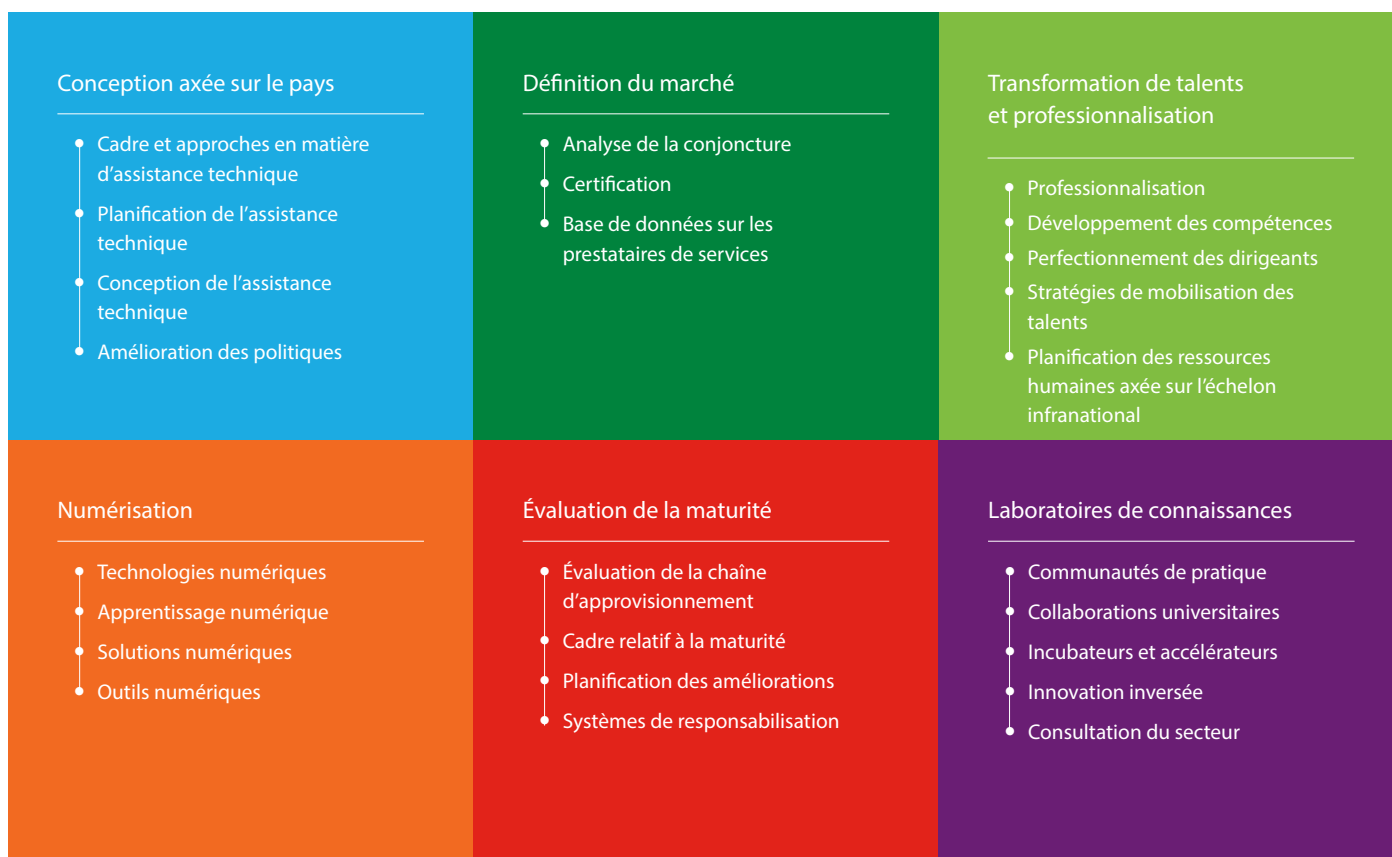 Conception axée sur le pays
Cadre et approches en matière
d’assistance technique
Planification de l’assistance
technique
Conception de l’assistance
technique
Amélioration des politiques
Définition du marché
Analyse de la conjoncture
Certification
Base de données sur les
prestataires de services
Transformation de talents
et professionnalisation
Professionnalisation
Développement des compétences
Perfectionnement des dirigeants
Stratégies de mobilisation des
talents
Planification des ressources
humaines axée sur l’échelon
infranational
Numérisation
Technologies numériques
Apprentissage numérique
Solutions numériques
Outils numériques
Évaluation de la maturité
Évaluation de la chaîne
d’approvisionnement
Cadre relatif à la maturité
Planification des améliorations
Systèmes de responsabilisation
Laboratoires de connaissances
Communautés de pratique
Collaborations universitaires
Incubateurs et accélérateurs
Innovation inversée
Consultation du secteur